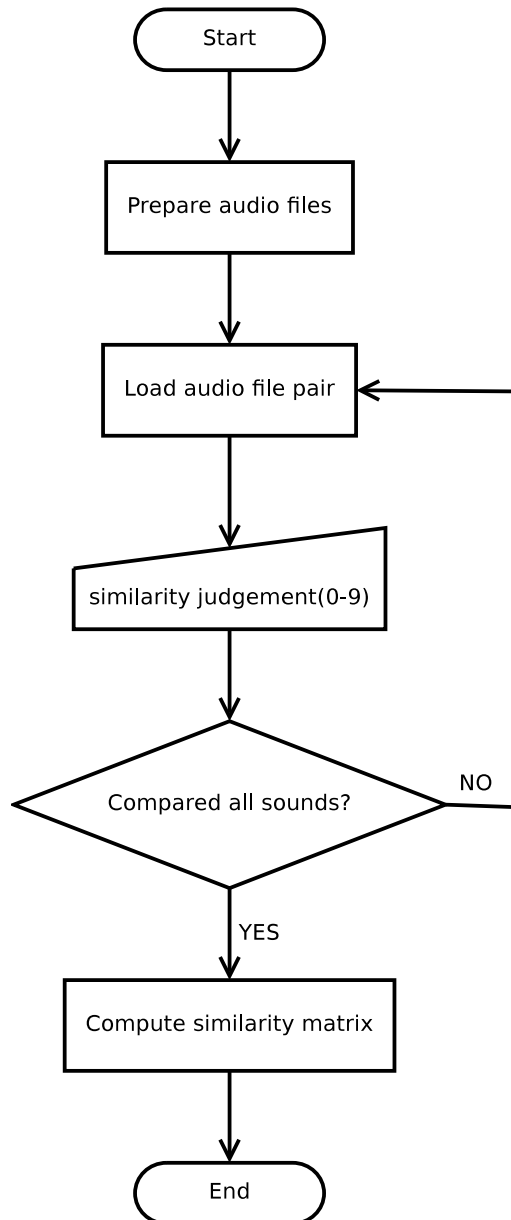 Start
Prepare audio files
Load audio file pair
similarity judgement(0-9)
Compared all sounds?
NO
YES
Compute similarity matrix
End